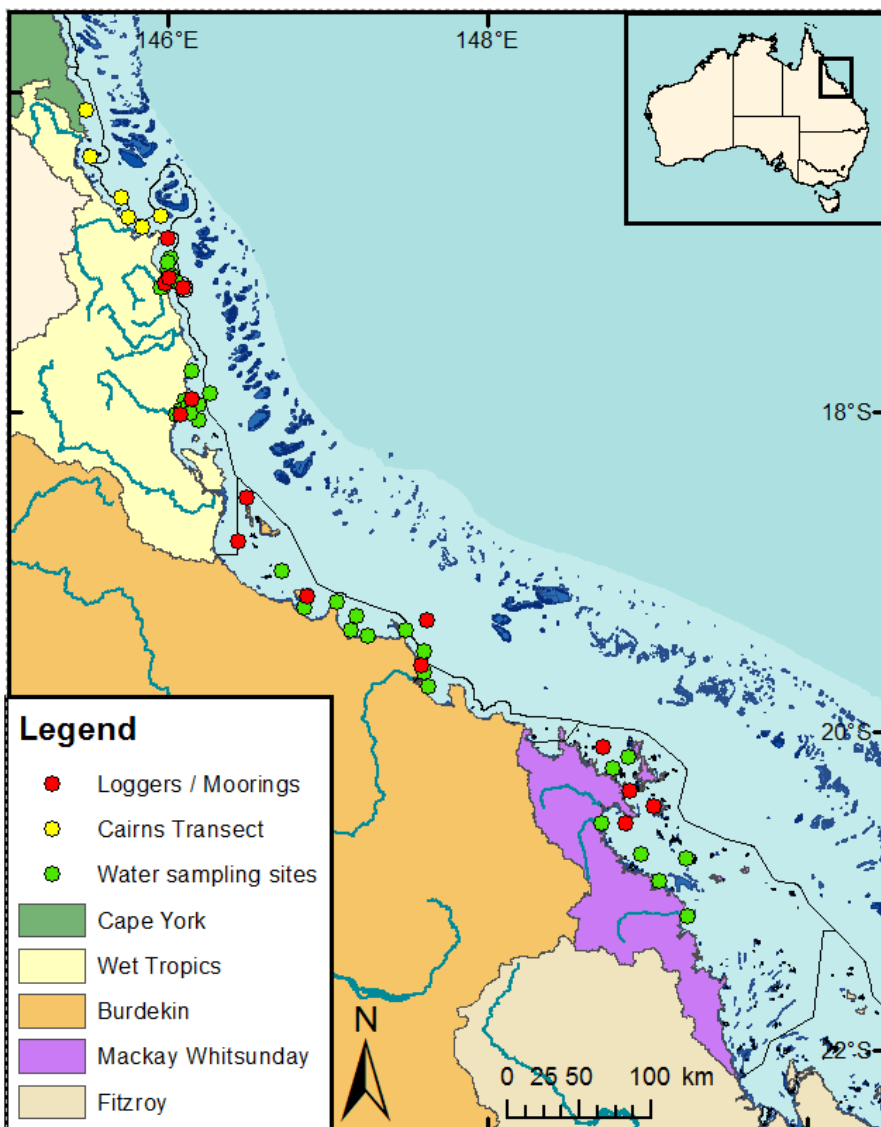 146°E
148°E
18°S
20°S
22°S
Legend
Loggers / Moorings
Cairns Transect
Water sampling sites
Cape York
Wet Tropics
Burdekin
Mackay Whitsunday
Fitzroy
N
0 25 50 100 km